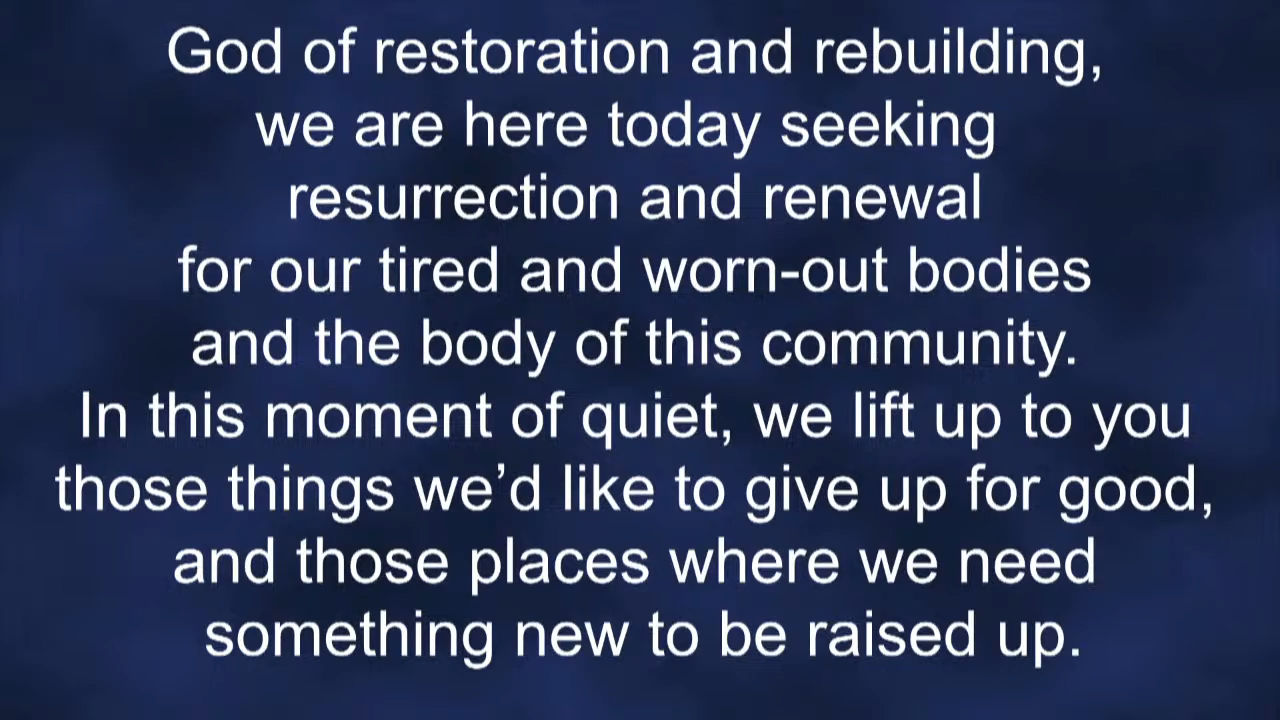 God of restoration and rebuilding,
we are here today seeking
resurrection and renewal
for our tired and worn-out bodies
and the body of this community.
In this moment of quiet, we lift up to you
those things we’d like to give up for good,
and those places where we need
something new to be raised up.